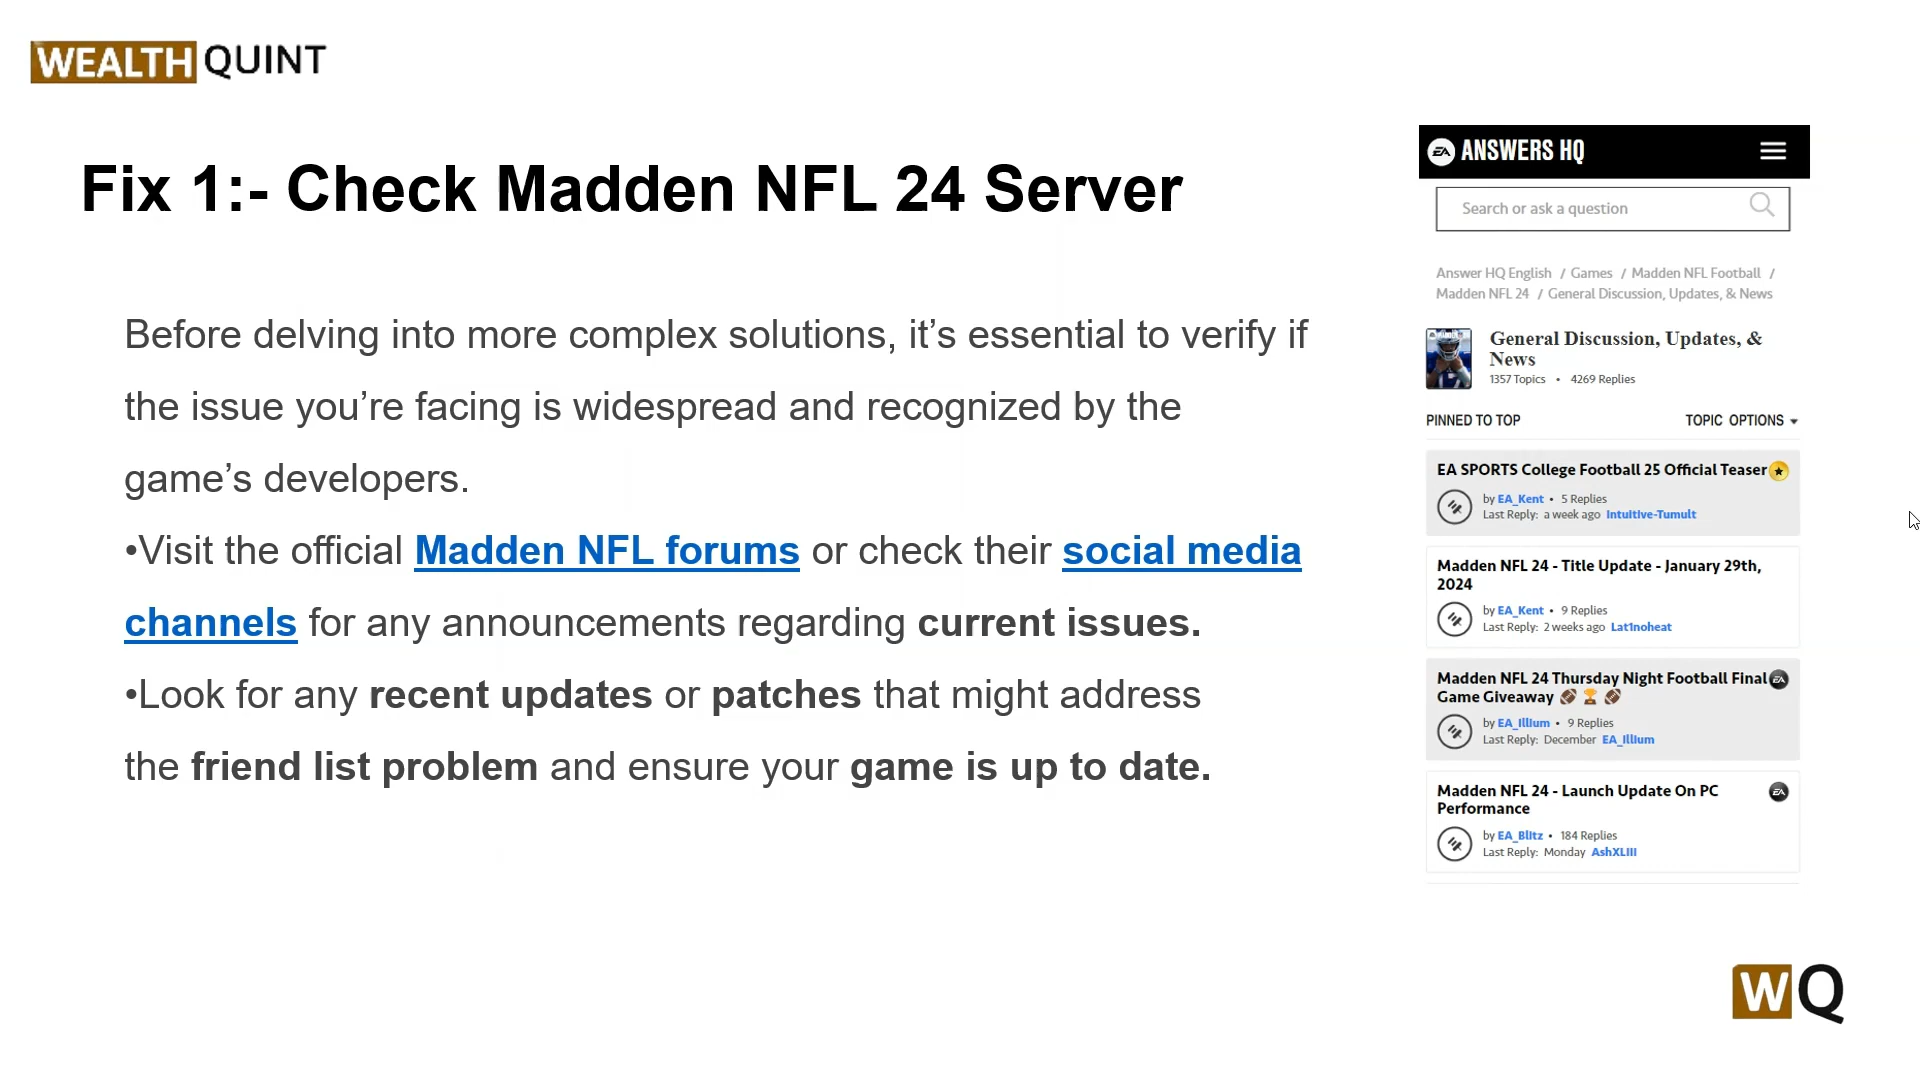 WEALTH QUINT
Fix 1:- Check Madden NFL 24 Server
Before delving into more complex solutions, it’s essential to verify if
the issue you’re facing is widespread and recognized by the
game’s developers.
•Visit the official Madden NFL forums or check their social media
channels for any announcements regarding current issues.
•Look for any recent updates or patches that might address
the friend list problem and ensure your game is up to date.
EA ANSWERS HQ
Search or ask a question
Answer HQ English / Games / Madden NFL Football /
Madden NFL 24 / General Discussion, Updates, & News
General Discussion, Updates, &
News
1357 Topics • 4269 Replies
PINNED TO TOP TOPIC OPTIONS
EA SPORTS College Football 25 Official Teaser
by EA_Kent • 5 Replies
Last Reply: a week ago Intuitive-Tumult
Madden NFL 24 - Title Update - January 29th,
2024
by EA_Kent • 9 Replies
Last Reply: 2 weeks ago Lat1noheat
Madden NFL 24 Thursday Night Football Final
Game Giveaway 🏈 🏆 🏈
by EA_Illium • 9 Replies
Last Reply: December EA_Illium
Madden NFL 24 - Launch Update On PC
Performance
by EA_Blitz • 184 Replies
Last Reply: Monday AshXLIII
WQ